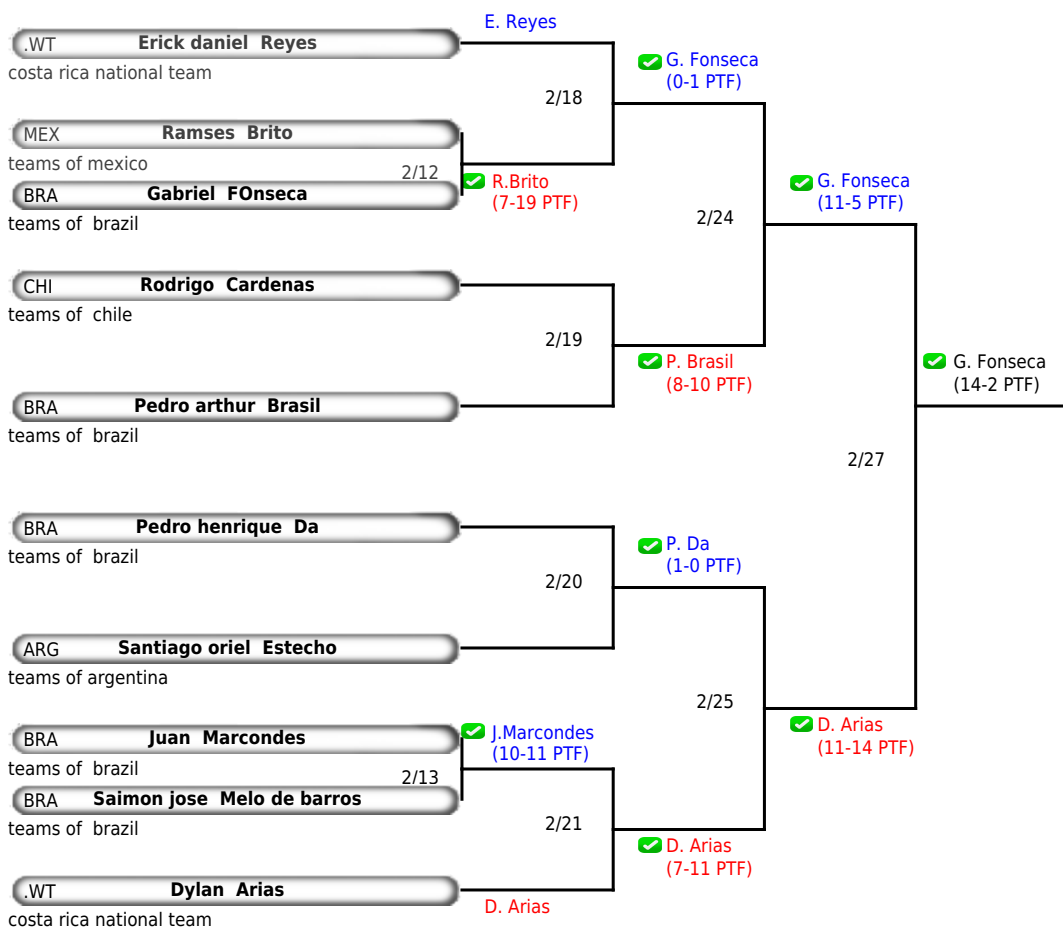 E. Reyes
.WT Erick daniel Reyes
costa rica national team
G. Fonseca
(0-1 PTF)
2/18
MEX Ramses Brito
teams of mexico
2/12
R.Brito
(7-19 PTF)
BRA Gabriel FOnseca
teams of brazil
G. Fonseca
(11-5 PTF)
2/24
CHI Rodrigo Cardenas
teams of chile
2/19
P. Brasil
(8-10 PTF)
G. Fonseca
(14-2 PTF)
BRA Pedro arthur Brasil
teams of brazil
2/27
BRA Pedro henrique Da
teams of brazil
P. Da
(1-0 PTF)
2/20
ARG Santiago oriel Estecho
teams of argentina
2/25
D. Arias
(11-14 PTF)
BRA Juan Marcondes
teams of brazil
J.Marcondes
(10-11 PTF)
2/13
BRA Saimon jose Melo de barros
teams of brazil
2/21
D. Arias
(7-11 PTF)
.WT Dylan Arias
costa rica national team
D. Arias